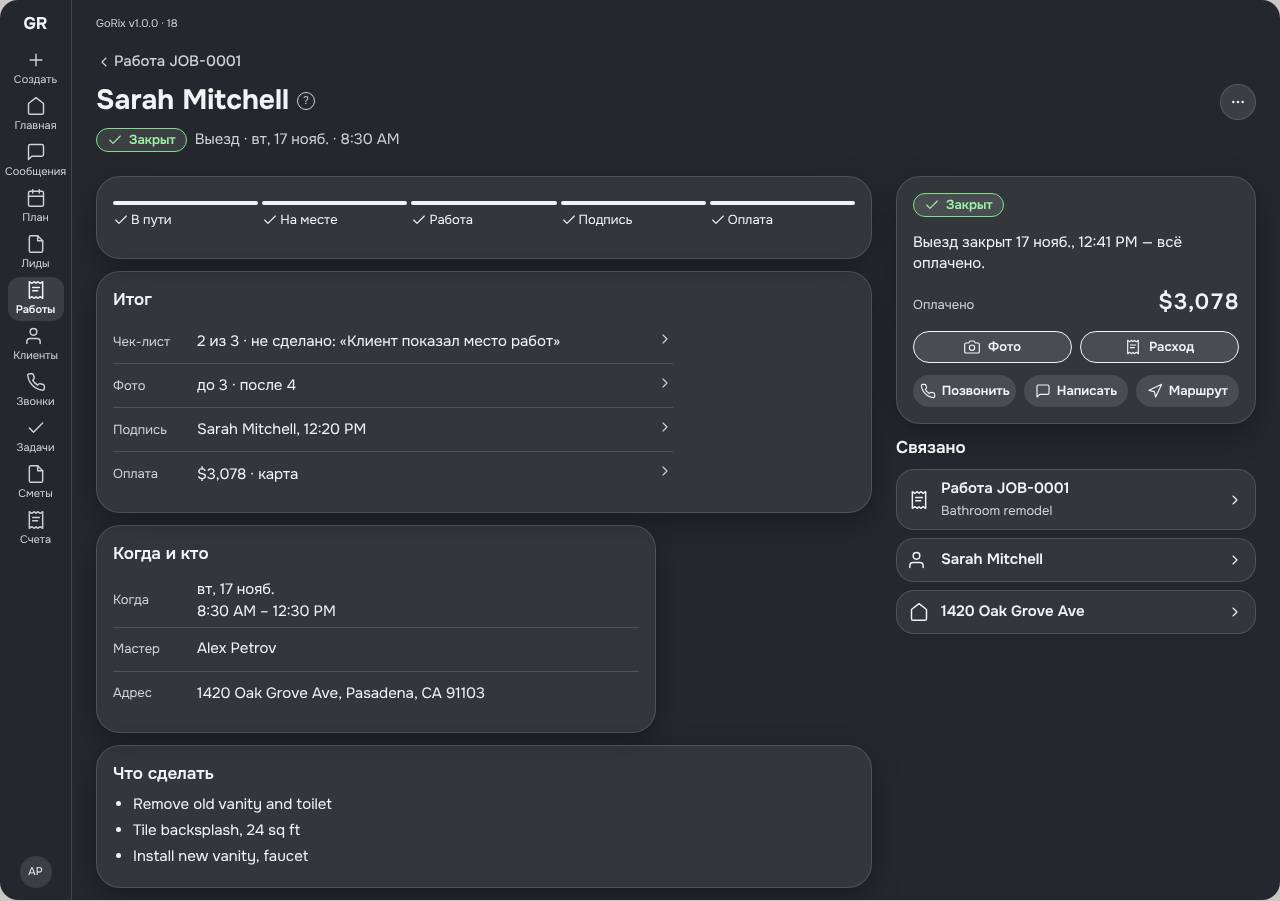 GR
GoRix v1.0.0 · 18
Создать
Главная
Сообщения
План
Лиды
Работы
Клиенты
Звонки
Задачи
Сметы
Счета
AP
Работа JOB-0001
Sarah Mitchell ?
Закрыт Выезд · вт, 17 нояб. · 8:30 AM
В пути На месте Работа Подпись Оплата
Итог
Чек-лист 2 из 3 · не сделано: «Клиент показал место работ»
Фото до 3 · после 4
Подпись Sarah Mitchell, 12:20 PM
Оплата $3,078 · карта
Когда и кто
Когда вт, 17 нояб.
8:30 AM – 12:30 PM
Мастер Alex Petrov
Адрес 1420 Oak Grove Ave, Pasadena, CA 91103
Что сделать
• Remove old vanity and toilet
• Tile backsplash, 24 sq ft
• Install new vanity, faucet
Закрыт
Выезд закрыт 17 нояб., 12:41 PM — всё
оплачено.
Оплачено $3,078
Фото Расход
Позвонить Написать Маршрут
Связано
Работа JOB-0001
Bathroom remodel
Sarah Mitchell
1420 Oak Grove Ave